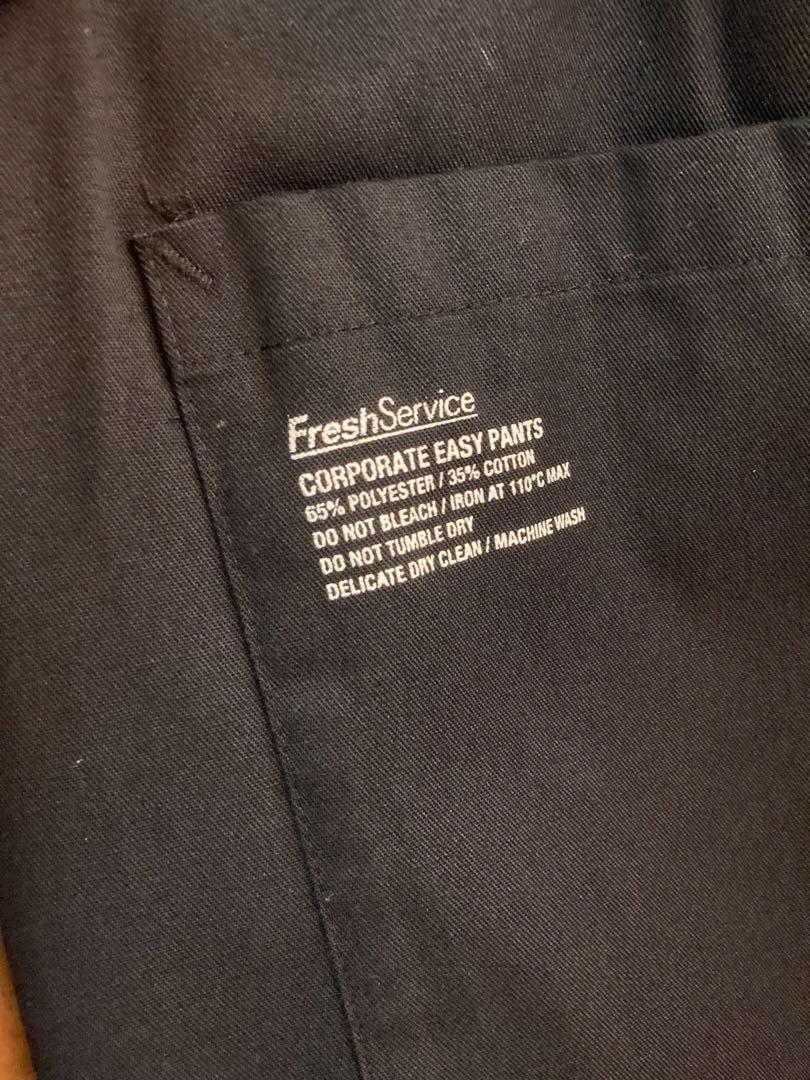 FreshService
CORPORATE EASY PANTS
65% POLYESTER / 35% COTTON
DO NOT BLEACH / IRON AT 110°C MAX
DO NOT TUMBLE DRY
DELICATE DRY CLEAN / MACHINE WASH